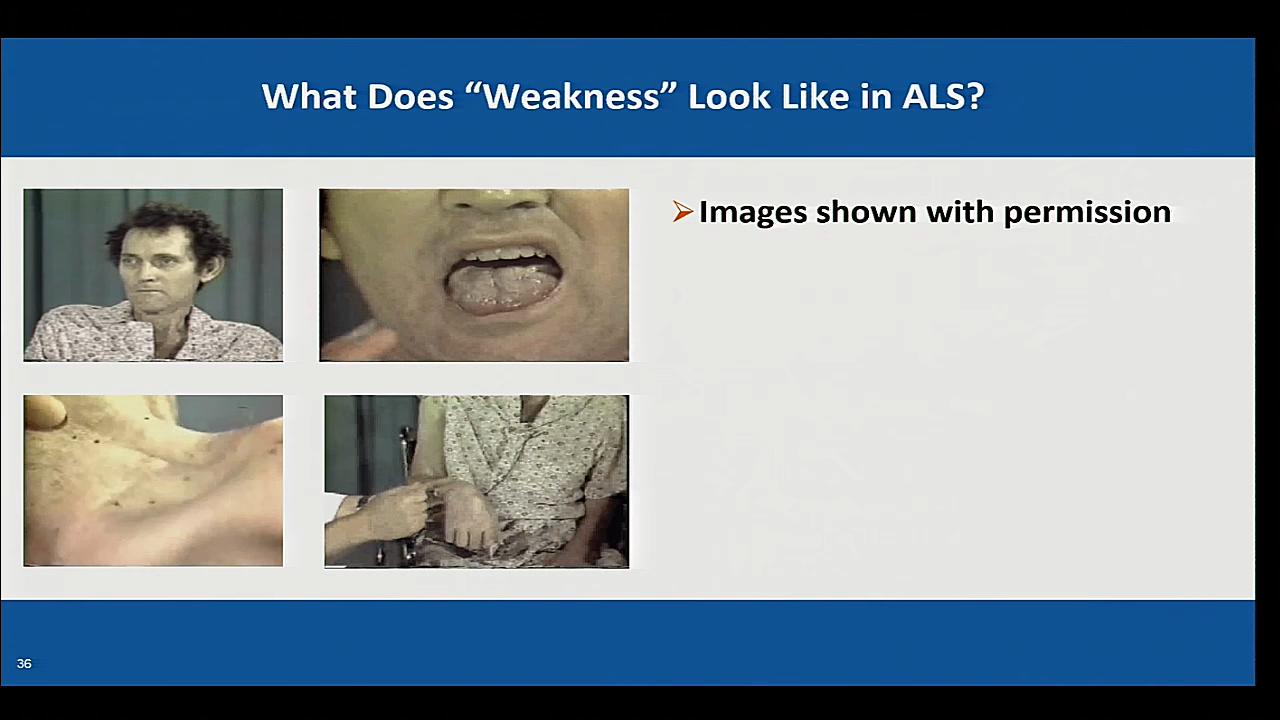 What Does “Weakness” Look Like in ALS?
Images shown with permission
36